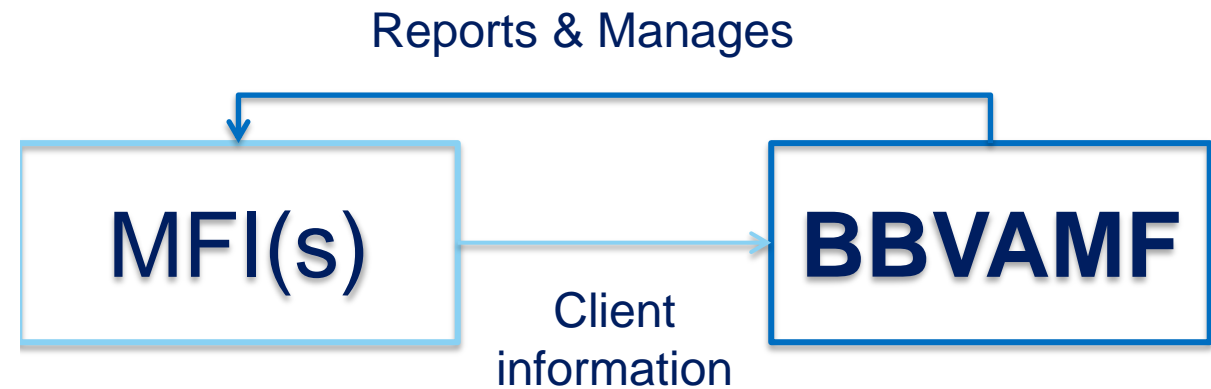 Reports & Manages
MFI(s)
BBVAMF
Client
information